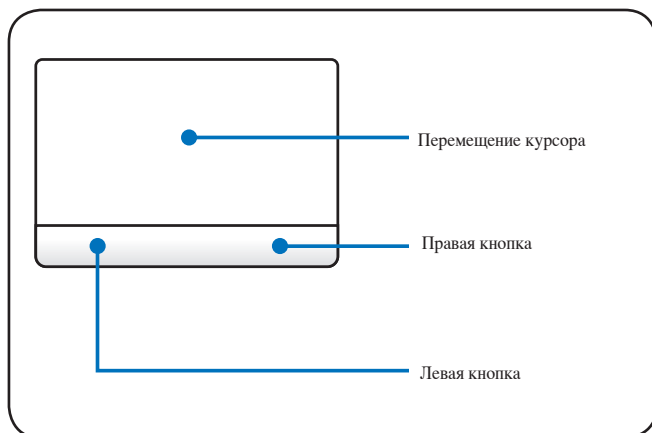 Перемещение курсора
Правая кнопка
Левая кнопка